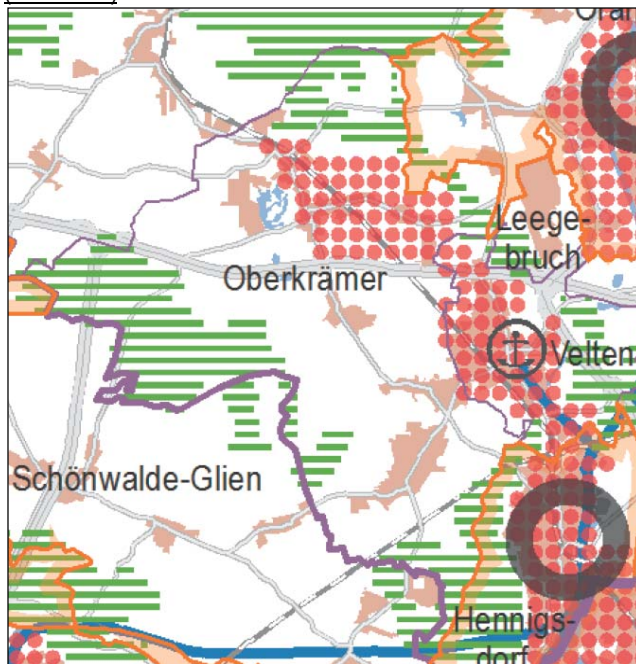 Leege-
bruch
Oberkrämer
Velten
Schönwalde-Glien
Hennigs-
dorf